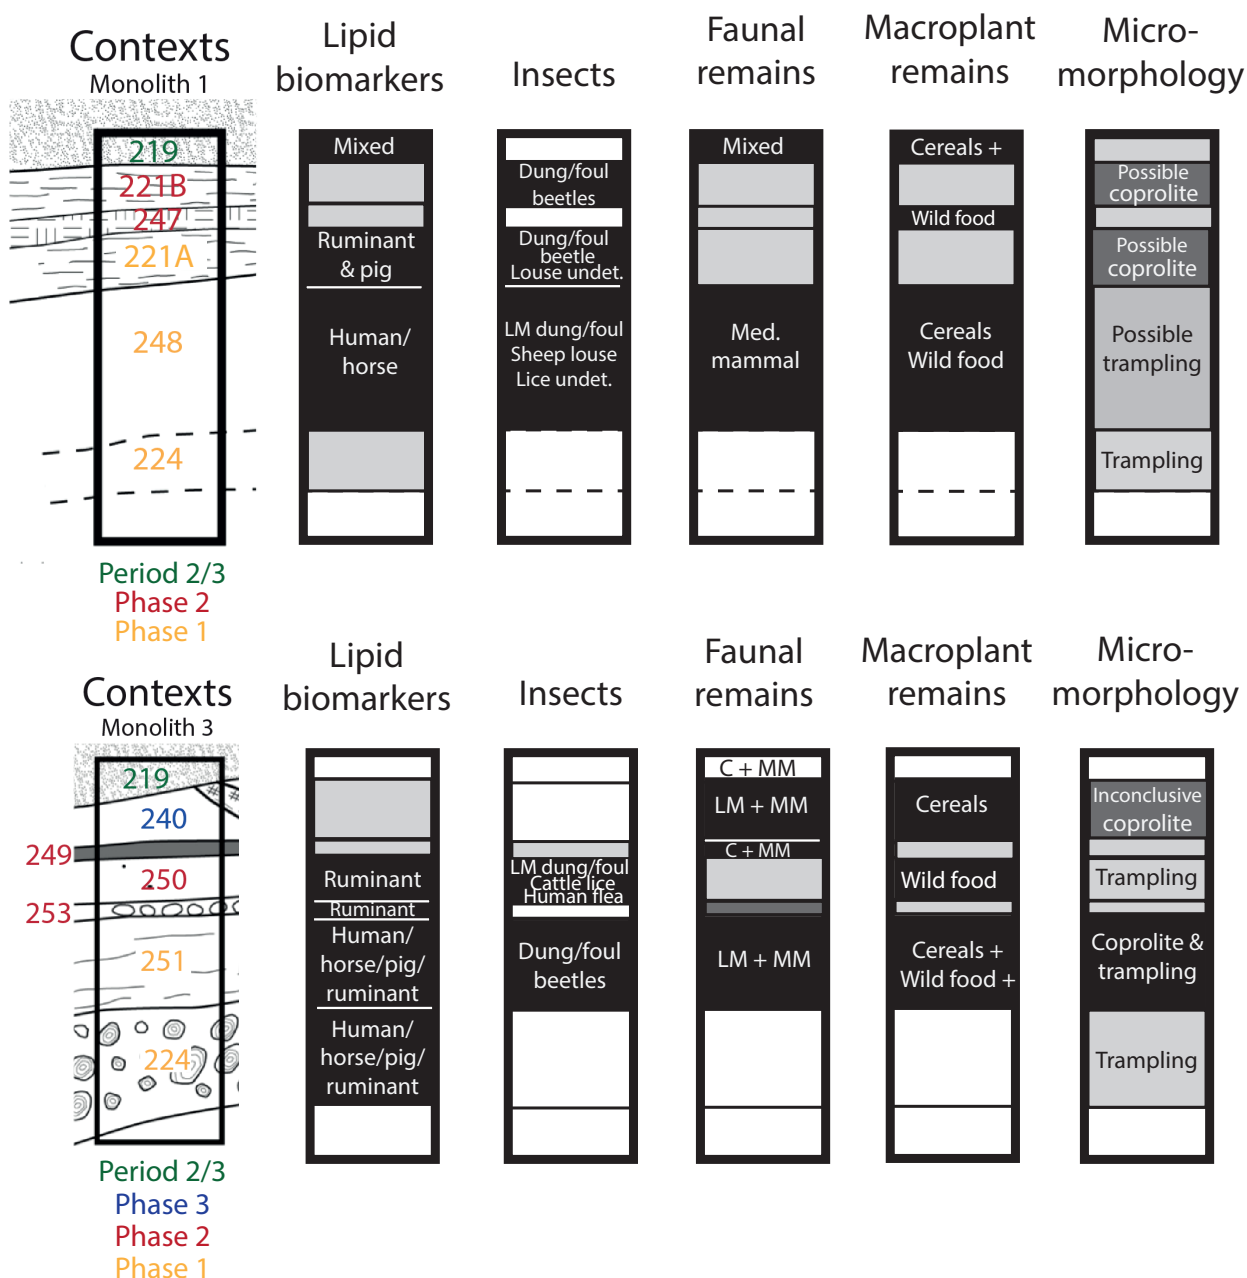 Contexts
Monolith 1
Lipid
biomarkers
Insects
Faunal
remains
Macroplant
remains
Micro-
morphology
219
221B
247
221A
248
224
Mixed
Ruminant
& pig
Human/
horse
Dung/foul
beetles
Dung/foul
beetle
Louse undet.
LM dung/foul
Sheep louse
Lice undet.
Mixed
Med.
mammal
Cereals +
Wild food
Cereals
Wild food
Possible
coprolite
Possible
coprolite
Possible
trampling
Trampling
Period 2/3
Phase 2
Phase 1
Contexts
Monolith 3
Lipid
biomarkers
Insects
Faunal
remains
Macroplant
remains
Micro-
morphology
219
240
249
250
253
251
224
Ruminant
Ruminant
Human/
horse/pig/
ruminant
Human/
horse/pig/
ruminant
LM dung/foul
Cattle lice
Human flea
Dung/foul
beetles
C + MM
LM + MM
C + MM
LM + MM
Cereals
Wild food
Cereals +
Wild food +
Inconclusive
coprolite
Trampling
Coprolite &
trampling
Trampling
Period 2/3
Phase 3
Phase 2
Phase 1